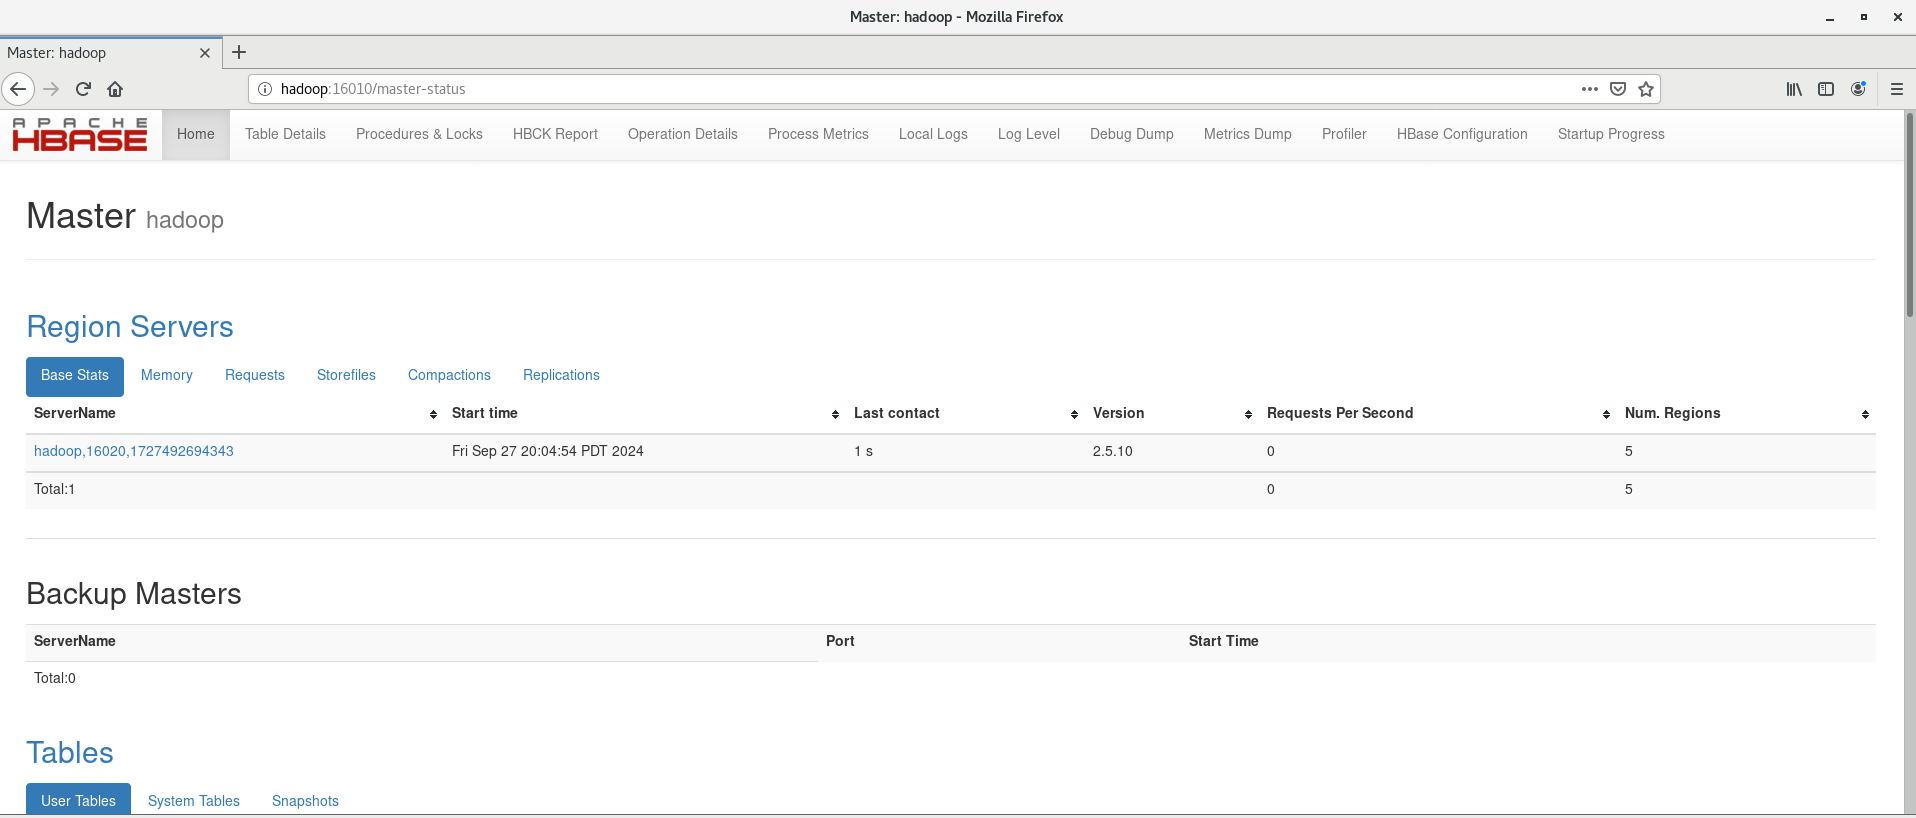 Master: hadoop - Mozilla Firefox
Master: hadoop
hadoop:16010/master-status
APACHE
HBASE
Home Table Details Procedures & Locks HBCK Report Operation Details Process Metrics Local Logs Log Level Debug Dump Metrics Dump Profiler HBase Configuration Startup Progress
Master hadoop
Region Servers
Base Stats Memory Requests Storefiles Compactions Replications
ServerName Start time Last contact Version Requests Per Second Num. Regions
hadoop,16020,1727492694343 Fri Sep 27 20:04:54 PDT 2024 1 s 2.5.10 0 5
Total:1 0 5
Backup Masters
ServerName Port Start Time
Total:0
Tables
User Tables System Tables Snapshots